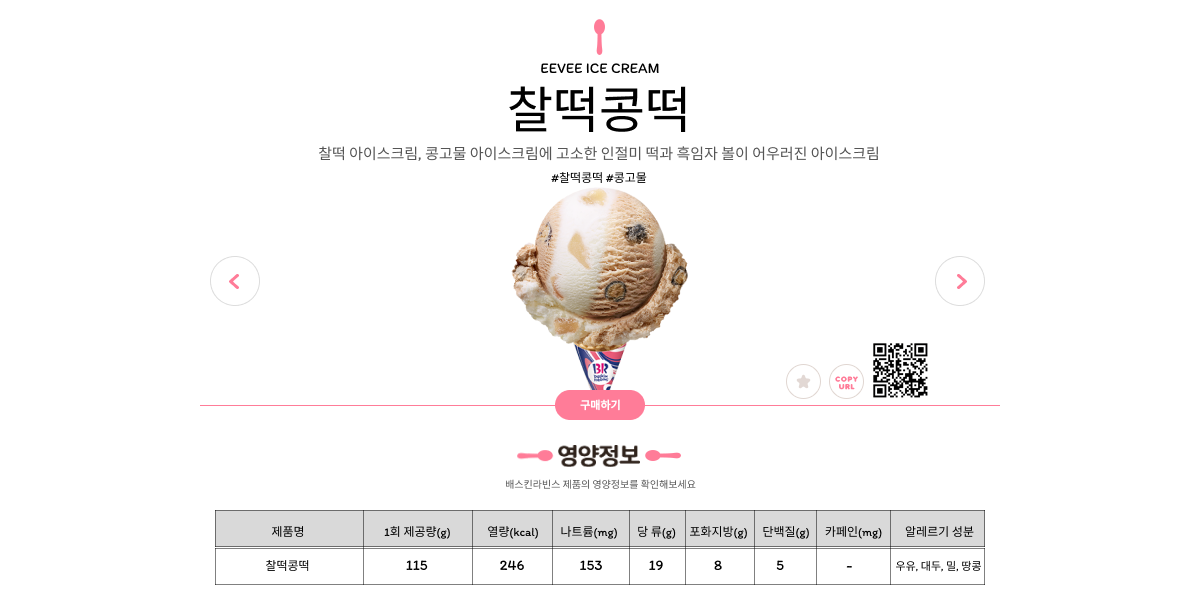 EEVEE ICE CREAM
찰떡콩떡
찰떡 아이스크림, 콩고물 아이스크림에 고소한 인절미 떡과 흑임자 볼이 어우러진 아이스크림
#찰떡콩떡 #콩고물
BR
COPY
URL
구매하기
영양정보
배스킨라빈스 제품의 영양정보를 확인해보세요
제품명 1회 제공량(g) 열량(kcal) 나트륨(mg) 당 류(g) 포화지방(g) 단백질(g) 카페인(mg) 알레르기 성분
찰떡콩떡 115 246 153 19 8 5 - 우유, 대두, 밀, 땅콩